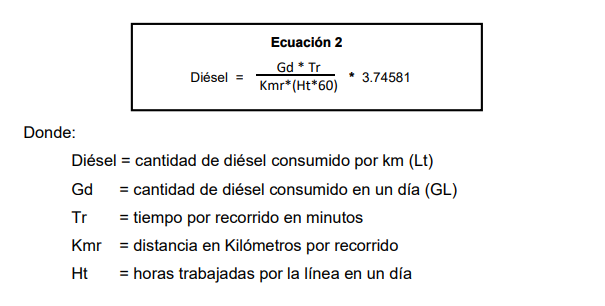 Ecuación 2
Diésel = Gd * Tr / Kmr*(Ht*60) * 3.74581
Donde:
Diésel = cantidad de diésel consumido por km (Lt)
Gd = cantidad de diésel consumido en un día (GL)
Tr = tiempo por recorrido en minutos
Kmr = distancia en Kilómetros por recorrido
Ht = horas trabajadas por la línea en un día